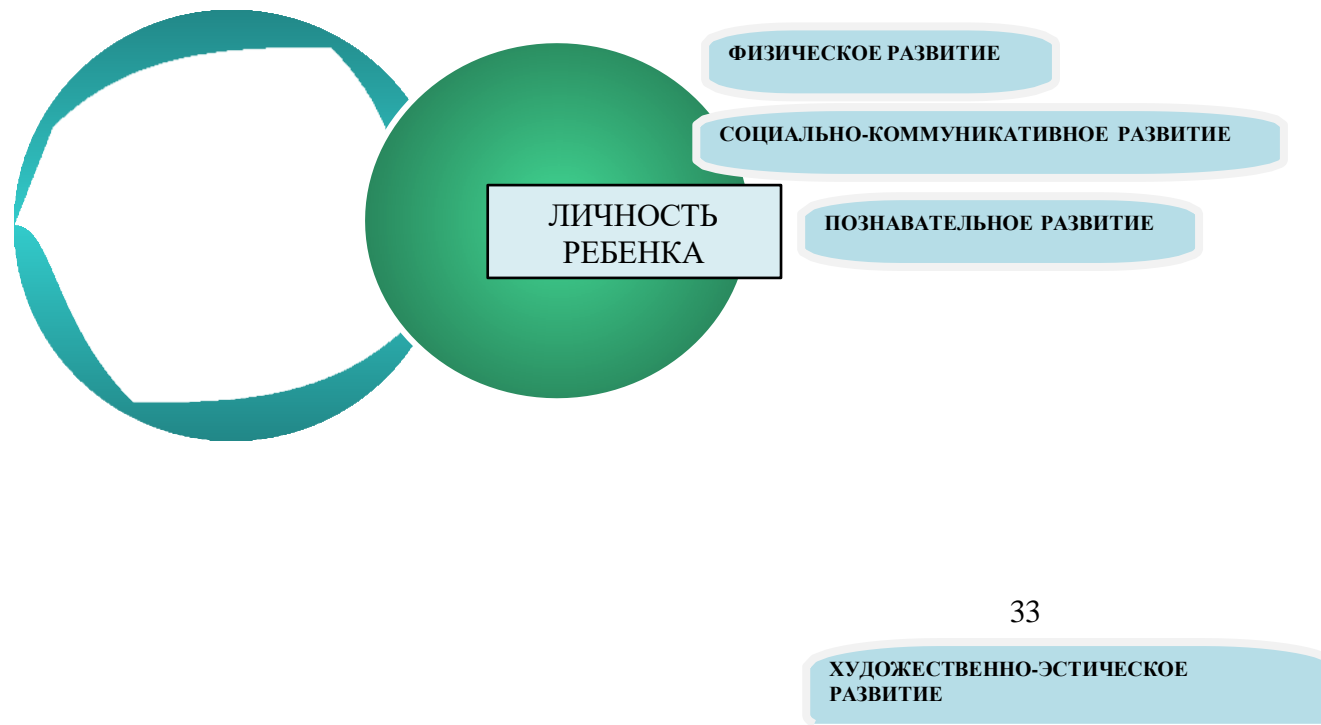 ФИЗИЧЕСКОЕ РАЗВИТИЕ
СОЦИАЛЬНО-КОММУНИКАТИВНОЕ РАЗВИТИЕ
ЛИЧНОСТЬ
РЕБЕНКА
ПОЗНАВАТЕЛЬНОЕ РАЗВИТИЕ
33
ХУДОЖЕСТВЕННО-ЭСТИЧЕСКОЕ
РАЗВИТИЕ